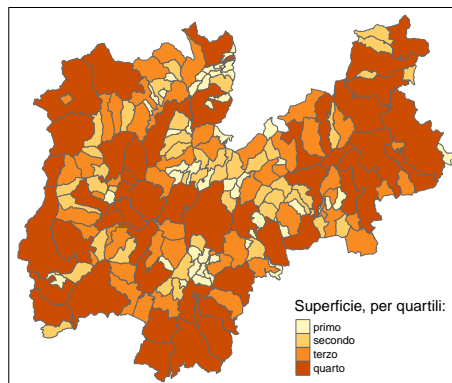 Superficie, per quartili:
primo
secondo
terzo
quarto